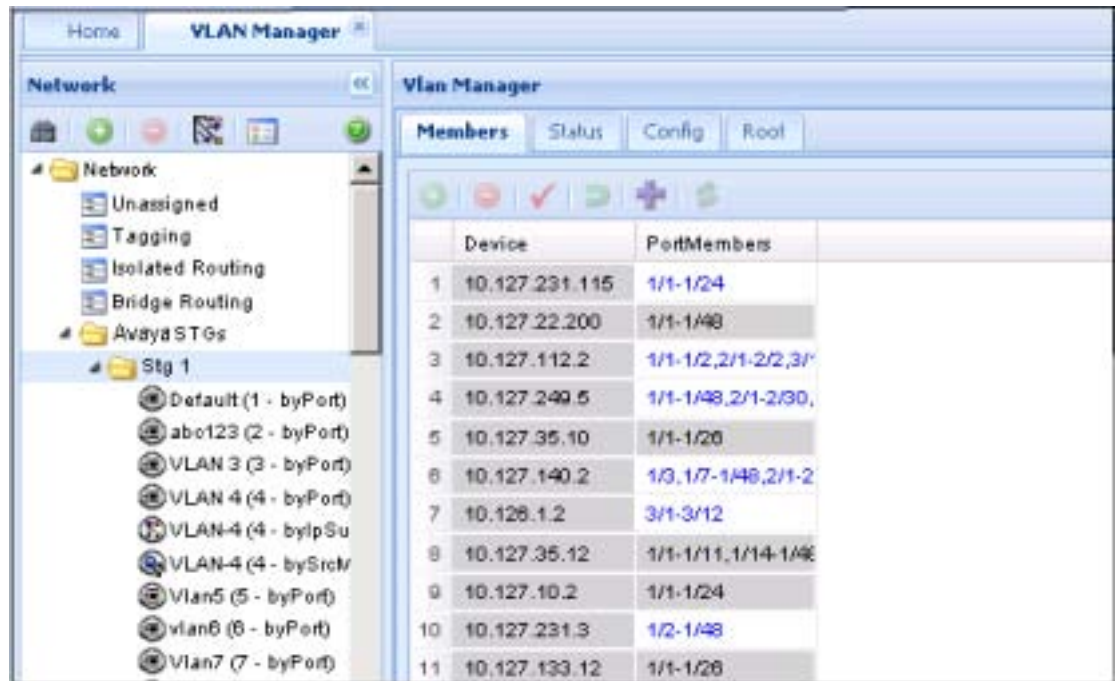 Home VLAN Manager
Network
Vlan Manager
Members Status Config Root
Network
Unassigned
Tagging
Isolated Routing
Bridge Routing
Avaya STGs
Stg 1
Default (1 - byPort)
abc123 (2 - byPort)
VLAN 3 (3 - byPort)
VLAN 4 (4 - byPort)
VLAN-4 (4 - byIpSu
VLAN-4 (4 - bySrcM
Vlan5 (5 - byPort)
vlan6 (6 - byPort)
Vlan7 (7 - byPort)
Device PortMembers
1 10.127.231.115 1/1-1/24
2 10.127.22.200 1/1-1/48
3 10.127.112.2 1/1-1/2,2/1-2/2,3/
4 10.127.249.5 1/1-1/48,2/1-2/30,
5 10.127.35.10 1/1-1/26
6 10.127.140.2 1/3,1/7-1/48,2/1-2
7 10.126.1.2 3/1-3/12
8 10.127.35.12 1/1-1/11,1/14-1/48
9 10.127.10.2 1/1-1/24
10 10.127.231.3 1/2-1/48
11 10.127.133.12 1/1-1/26